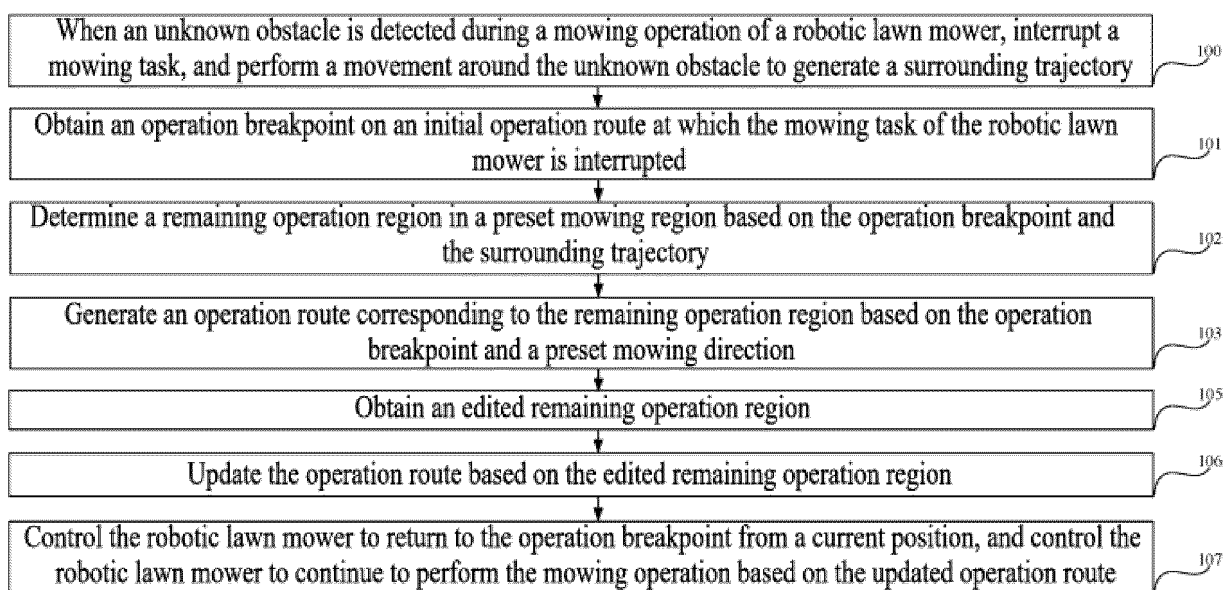 When an unknown obstacle is detected during a mowing operation of a robotic lawn mower, interrupt a
mowing task, and perform a movement around the unknown obstacle to generate a surrounding trajectory
100
Obtain an operation breakpoint on an initial operation route at which the mowing task of the robotic lawn
mower is interrupted
101
Determine a remaining operation region in a preset mowing region based on the operation breakpoint and
the surrounding trajectory
102
Generate an operation route corresponding to the remaining operation region based on the operation
breakpoint and a preset mowing direction
103
Obtain an edited remaining operation region
105
Update the operation route based on the edited remaining operation region
106
Control the robotic lawn mower to return to the operation breakpoint from a current position, and control the
robotic lawn mower to continue to perform the mowing operation based on the updated operation route
107